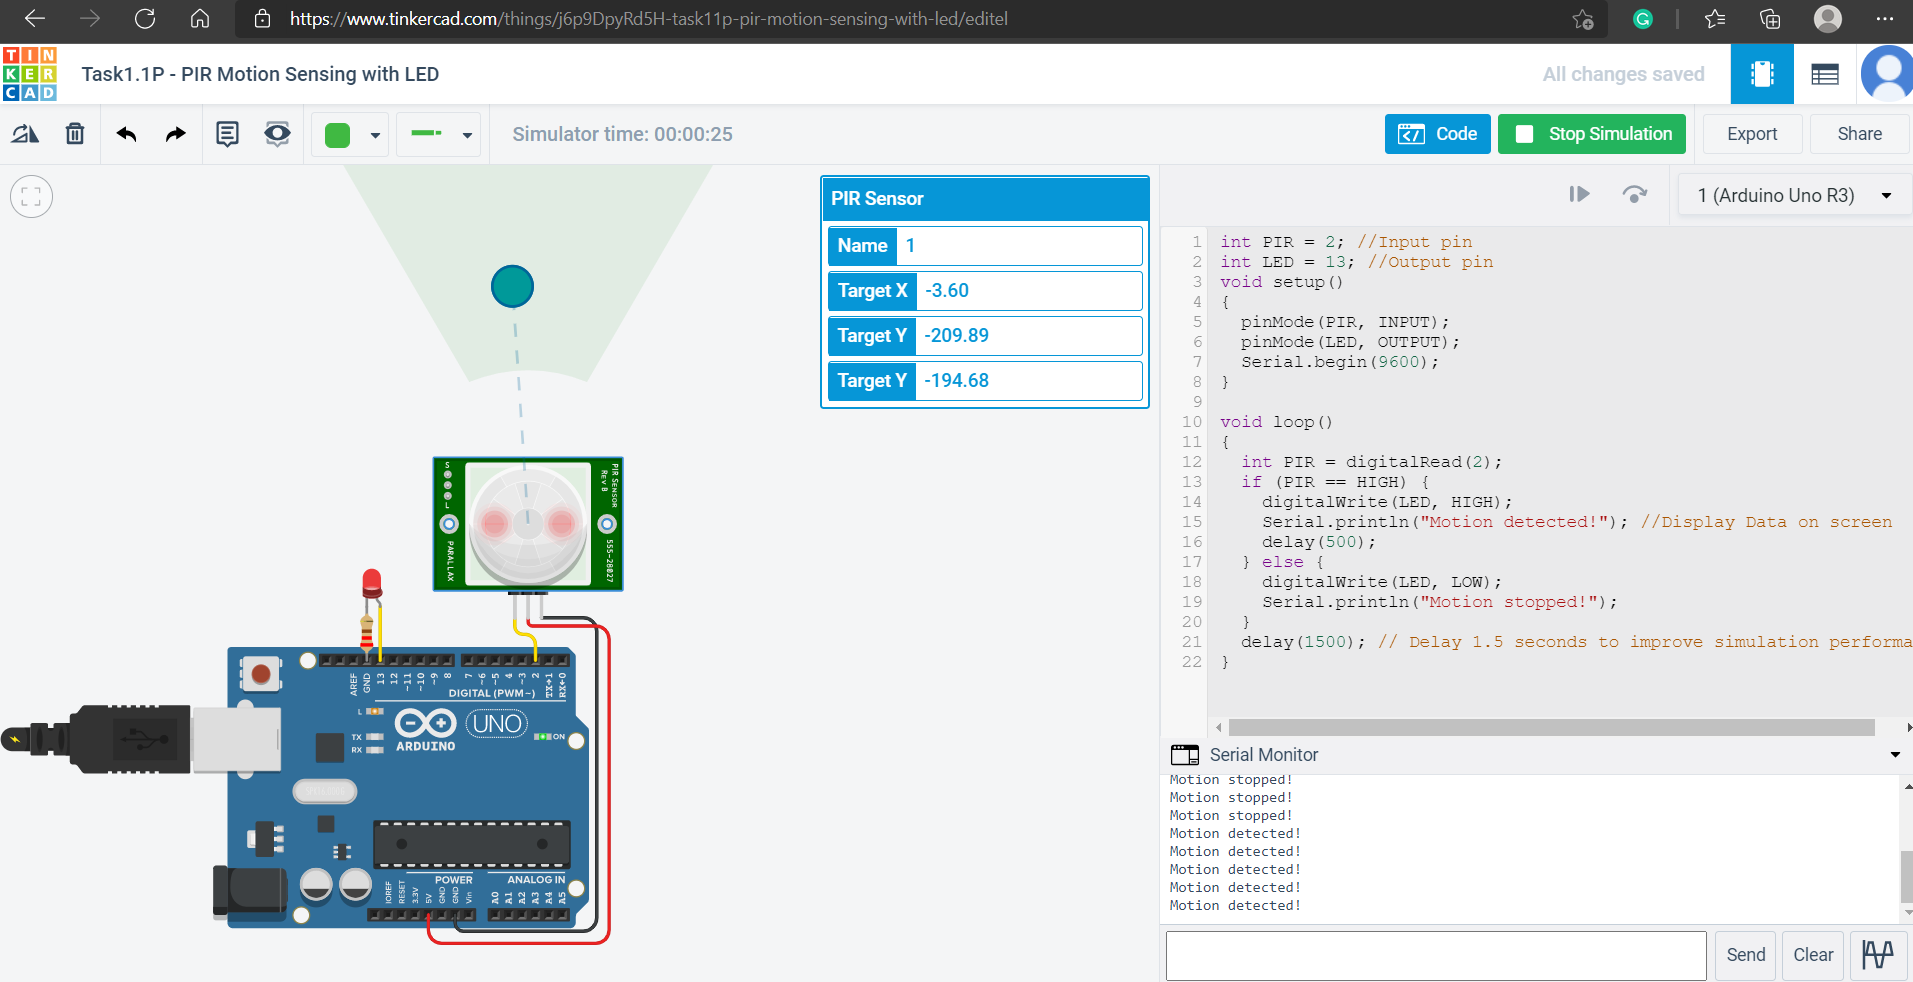 https://www.tinkercad.com/things/j6p9DpyRd5H-task11p-pir-motion-sensing-with-led/editel
TIN
KER
CAD
Task1.1P - PIR Motion Sensing with LED
All changes saved
Simulator time: 00:00:25
Code
Stop Simulation
Export
Share
PIR Sensor
Name 1
Target X -3.60
Target Y -209.89
Target Y -194.68
1 (Arduino Uno R3)
1 int PIR = 2; //Input pin
2 int LED = 13; //Output pin
3 void setup()
4 {
5 pinMode(PIR, INPUT);
6 pinMode(LED, OUTPUT);
7 Serial.begin(9600);
8 }
9
10 void loop()
11 {
12 int PIR = digitalRead(2);
13 if (PIR == HIGH) {
14 digitalWrite(LED, HIGH);
15 Serial.println("Motion detected!"); //Display Data on screen
16 delay(500);
17 } else {
18 digitalWrite(LED, LOW);
19 Serial.println("Motion stopped!");
20 }
21 delay(1500); // Delay 1.5 seconds to improve simulation performa
22 }
S
L
PARALLAX
PIR SENSOR
REV B
555-28027
AREF
GND
13
12
~11
~10
~9
8
7
~6
~5
4
~3
2
TX→1
RX←0
DIGITAL (PWM~)
L
TX
RX
ARDUINO
UNO
ON
POWER
ANALOG IN
IOREF
RESET
3.3V
5V
GND
GND
Vin
A0
A1
A2
A3
A4
A5
Serial Monitor
Motion stopped!
Motion stopped!
Motion stopped!
Motion detected!
Motion detected!
Motion detected!
Motion detected!
Motion detected!
Send
Clear